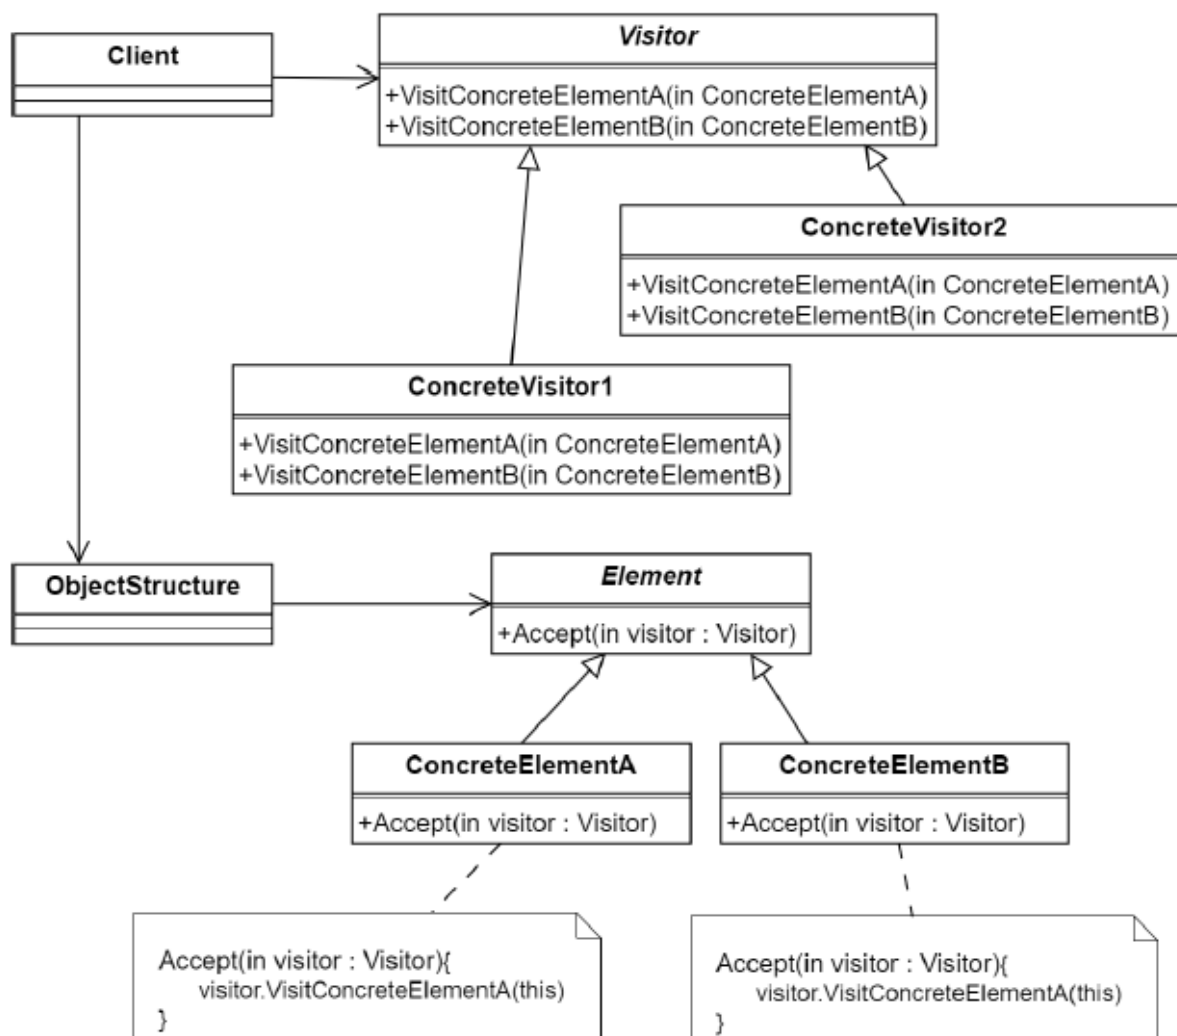 Client
Visitor
+VisitConcreteElementA(in ConcreteElementA)
+VisitConcreteElementB(in ConcreteElementB)
ConcreteVisitor2
+VisitConcreteElementA(in ConcreteElementA)
+VisitConcreteElementB(in ConcreteElementB)
ConcreteVisitor1
+VisitConcreteElementA(in ConcreteElementA)
+VisitConcreteElementB(in ConcreteElementB)
ObjectStructure
Element
+Accept(in visitor : Visitor)
ConcreteElementA
+Accept(in visitor : Visitor)
ConcreteElementB
+Accept(in visitor : Visitor)
Accept(in visitor : Visitor){
visitor.VisitConcreteElementA(this)
}
Accept(in visitor : Visitor){
visitor.VisitConcreteElementA(this)
}